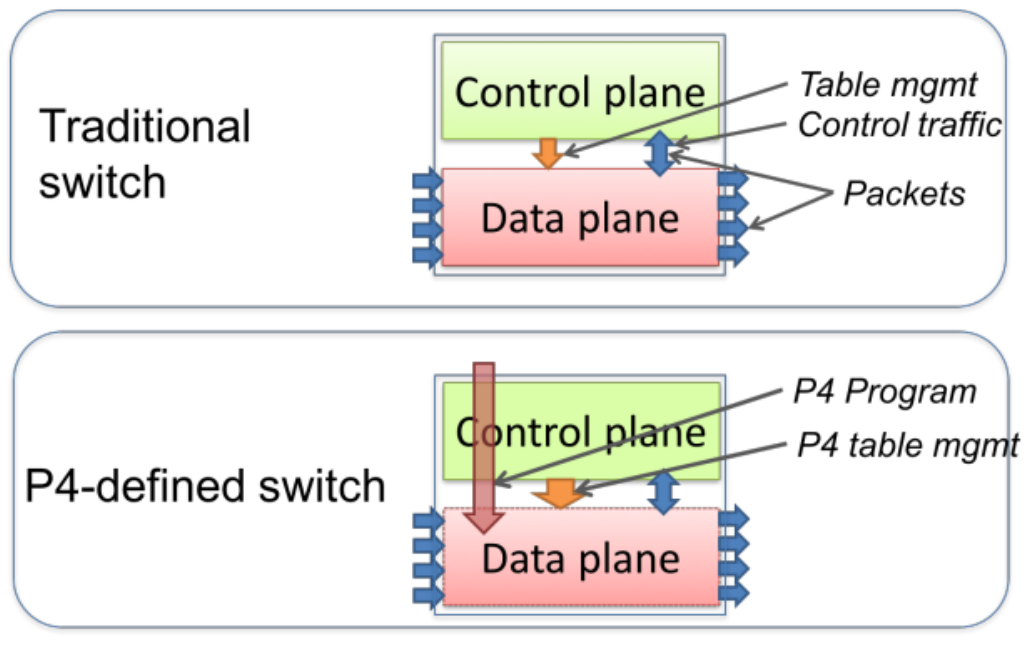 Traditional
switch
Control plane
Data plane
Table mgmt
Control traffic
Packets
P4-defined switch
Control plane
Data plane
P4 Program
P4 table mgmt